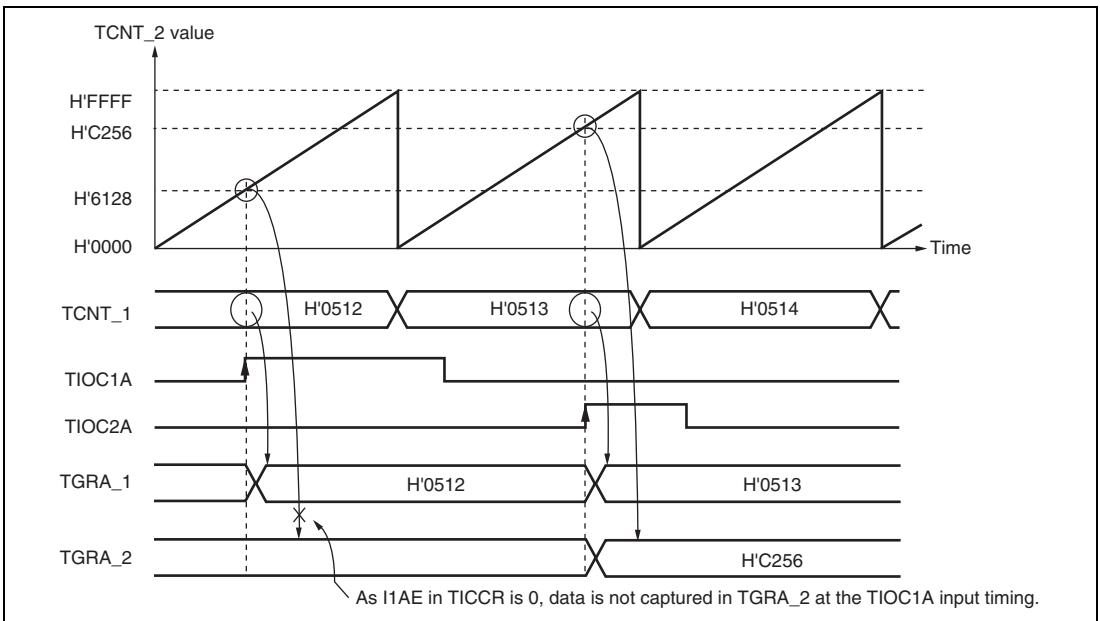 TCNT_2 value
H'FFFF
H'C256
H'6128
H'0000
Time
TCNT_1
H'0512
H'0513
H'0514
TIOC1A
TIOC2A
TGRA_1
H'0512
H'0513
TGRA_2
H'C256
As I1AE in TICCR is 0, data is not captured in TGRA_2 at the TIOC1A input timing.